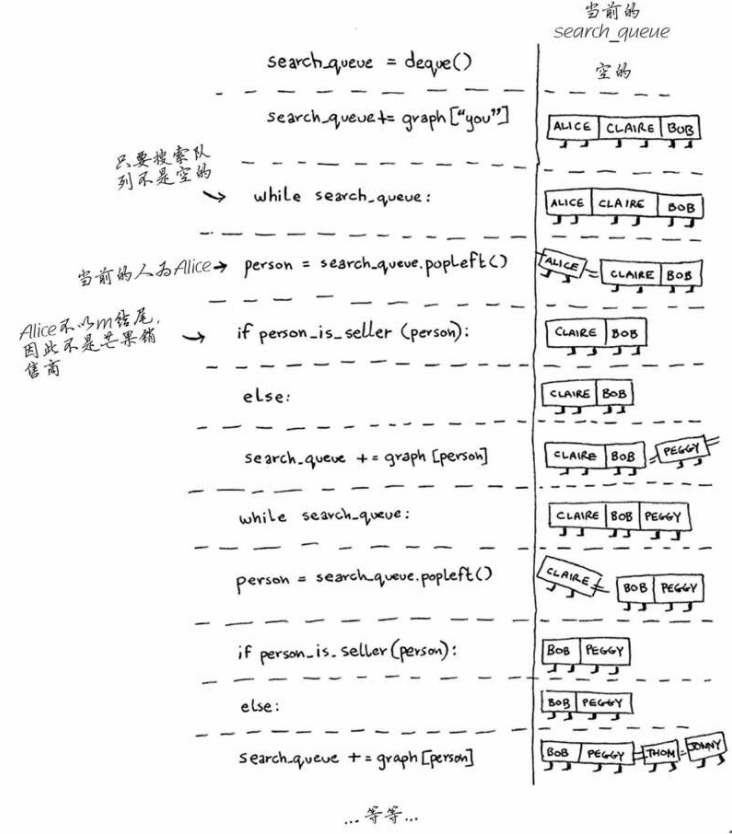 当前的
search_queue
search_queue = deque()
空的
search_queue += graph["you"]
ALICE CLAIRE BOB
只要搜索队
列不是空的
while search_queue:
ALICE CLAIRE BOB
当前的人为Alice
person = search_queue.popleft()
ALICE CLAIRE BOB
Alice不以m结尾,
因此不是芒果销
售商
if person_is_seller (person):
CLAIRE BOB
else:
CLAIRE BOB
search_queue += graph [person]
CLAIRE BOB PEGGY
while search_queue:
CLAIRE BOB PEGGY
person = search_queue.popleft()
CLAIRE BOB PEGGY
if person_is_seller (person):
BOB PEGGY
else:
BOB PEGGY
search_queue += graph [person]
BOB PEGGY THOM JONNY
...等等...